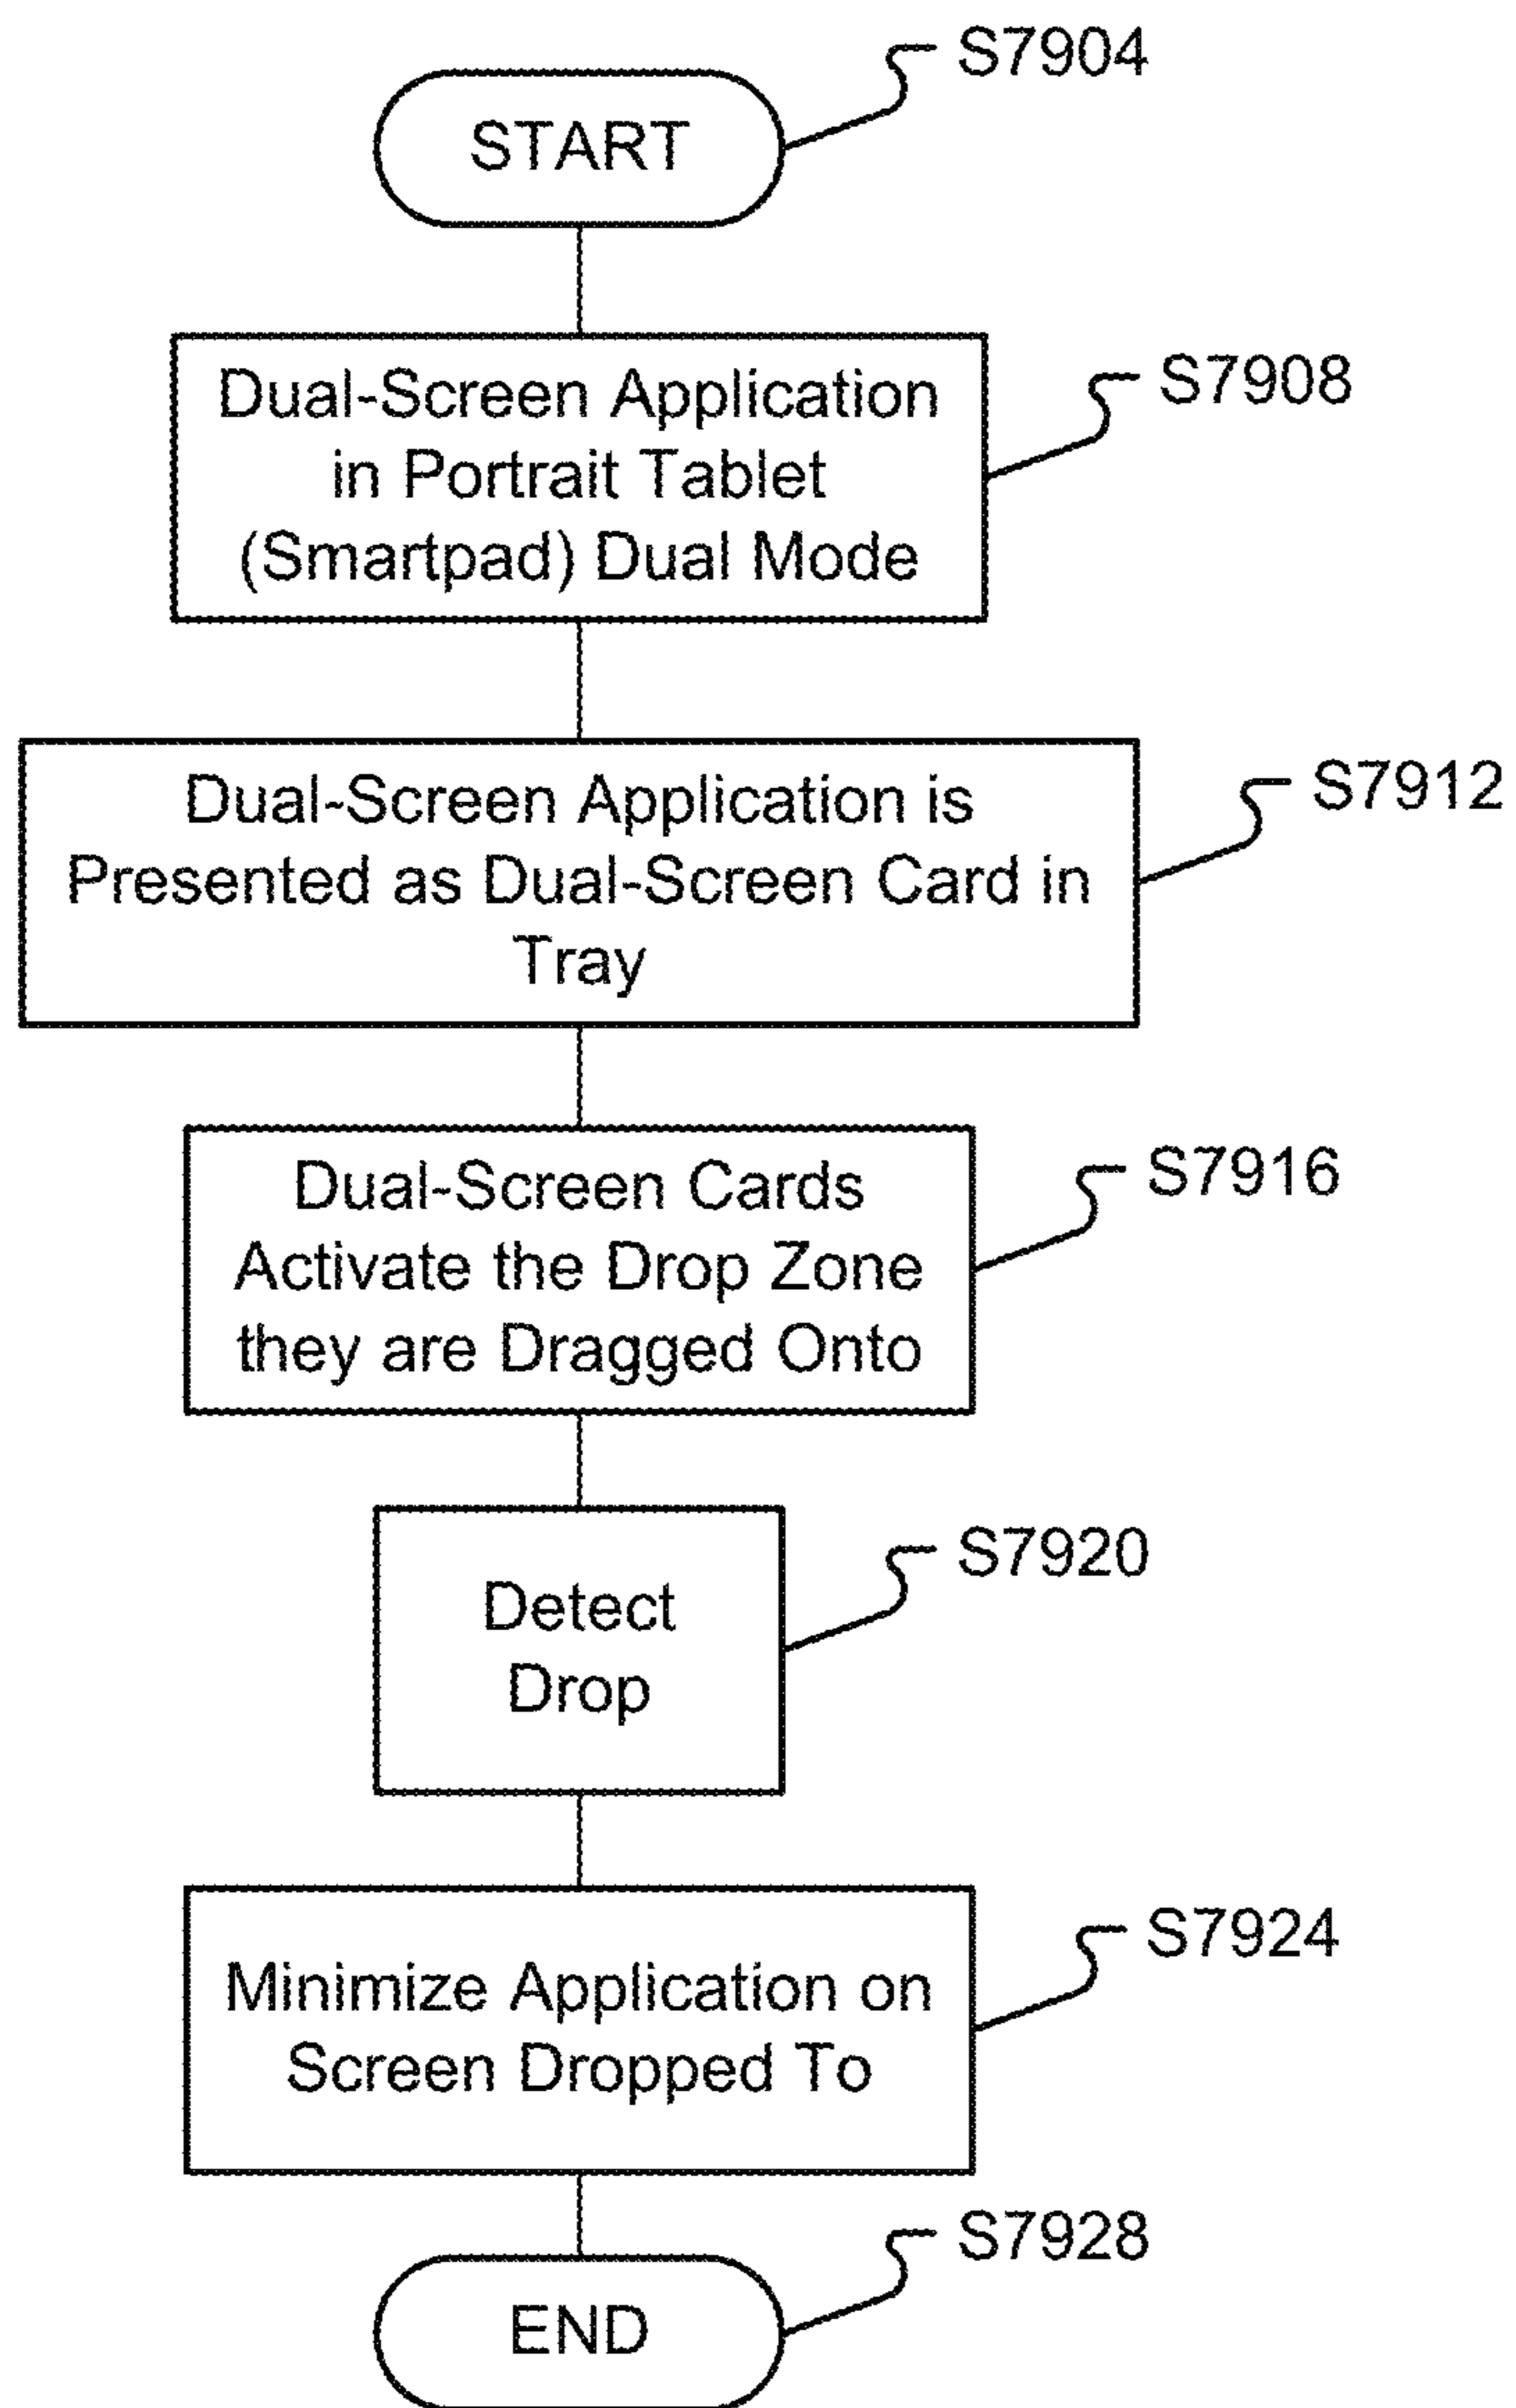 S7904
START
Dual-Screen Application
in Portrait Tablet
(Smartpad) Dual Mode
S7908
Dual-Screen Application is
Presented as Dual-Screen Card in
Tray
S7912
Dual-Screen Cards
Activate the Drop Zone
they are Dragged Onto
S7916
Detect
Drop
S7920
Minimize Application on
Screen Dropped To
S7924
END
S7928